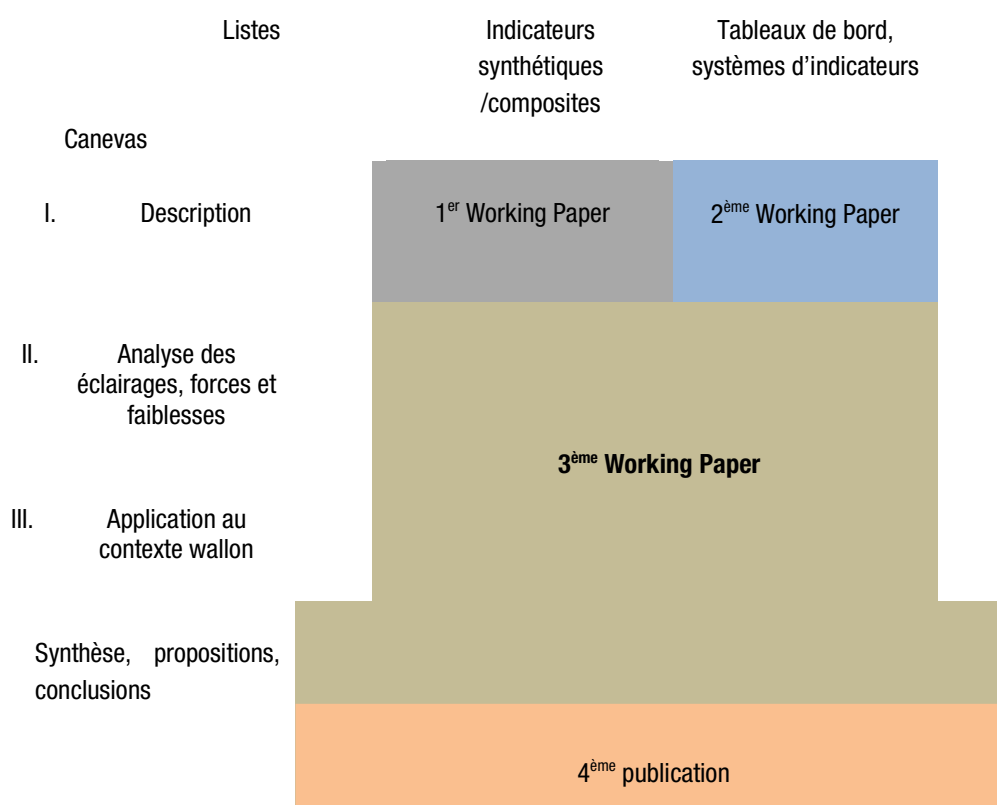 Listes
Indicateurs
synthétiques
/composites
Tableaux de bord,
systèmes d’indicateurs
Canevas
I. Description
1er Working Paper
2ème Working Paper
II. Analyse des
éclairages, forces et
faiblesses
3ème Working Paper
III. Application au
contexte wallon
Synthèse, propositions,
conclusions
4ème publication